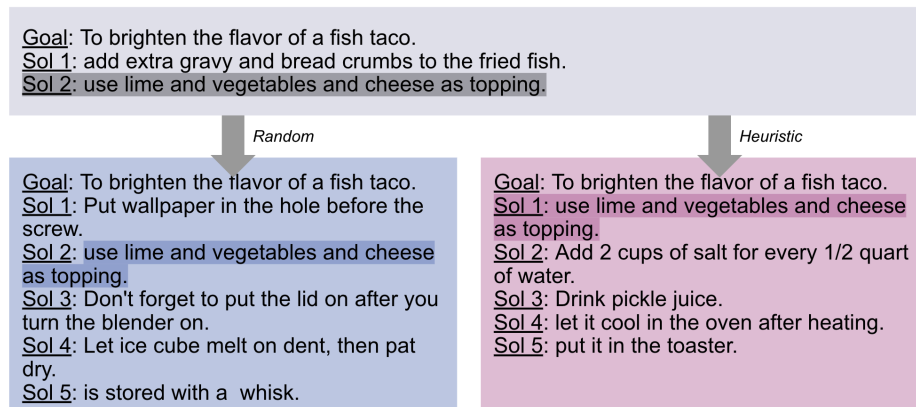 Goal: To brighten the flavor of a fish taco.
Sol 1: add extra gravy and bread crumbs to the fried fish.
Sol 2: use lime and vegetables and cheese as topping.
Random
Heuristic
Goal: To brighten the flavor of a fish taco.
Sol 1: Put wallpaper in the hole before the
screw.
Sol 2: use lime and vegetables and cheese
as topping.
Sol 3: Don't forget to put the lid on after you
turn the blender on.
Sol 4: Let ice cube melt on dent, then pat
dry.
Sol 5: is stored with a  whisk.
Goal: To brighten the flavor of a fish taco.
Sol 1: use lime and vegetables and cheese
as topping.
Sol 2: Add 2 cups of salt for every 1/2 quart
of water.
Sol 3: Drink pickle juice.
Sol 4: let it cool in the oven after heating.
Sol 5: put it in the toaster.